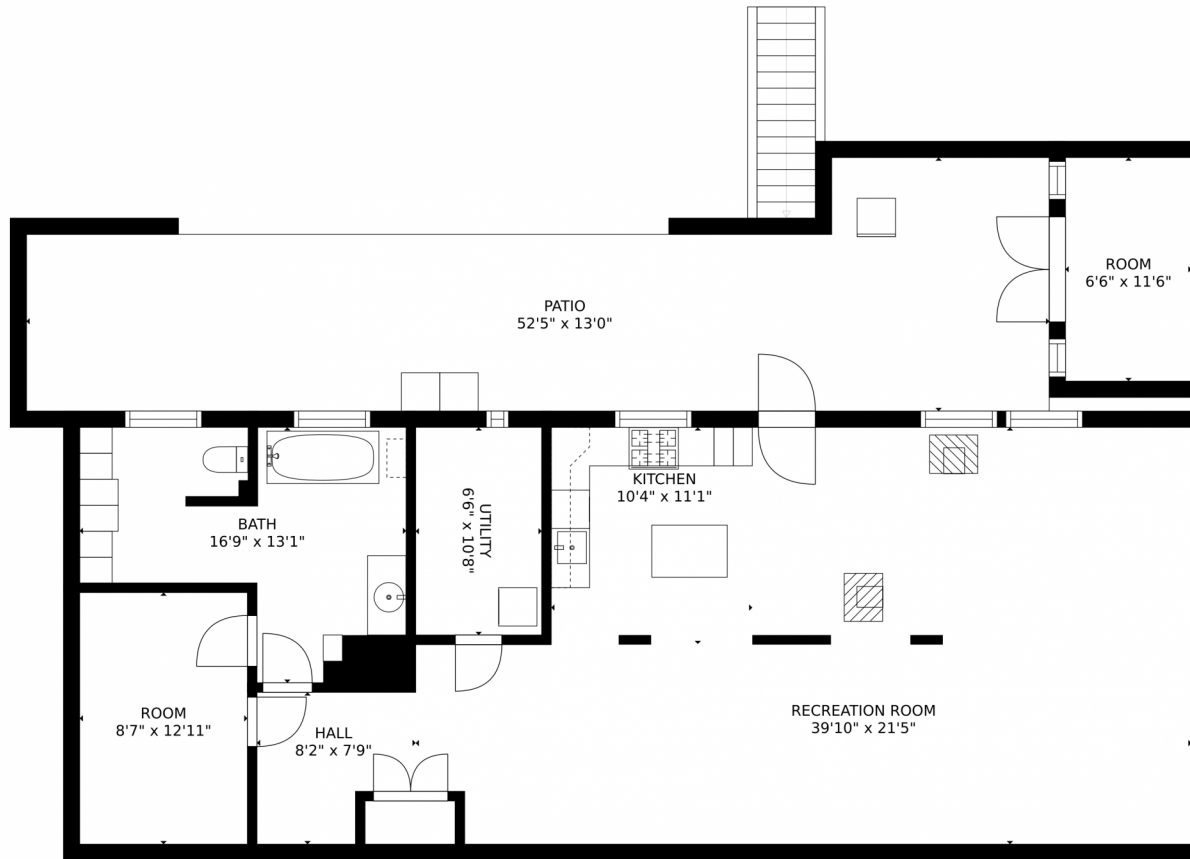 ROOM
6'6" x 11'6"
PATIO
52'5" x 13'0"
KITCHEN
10'4" x 11'1"
UTILITY
6'6" x 10'8"
BATH
16'9" x 13'1"
ROOM
8'7" x 12'11"
HALL
8'2" x 7'9"
RECREATION ROOM
39'10" x 21'5"